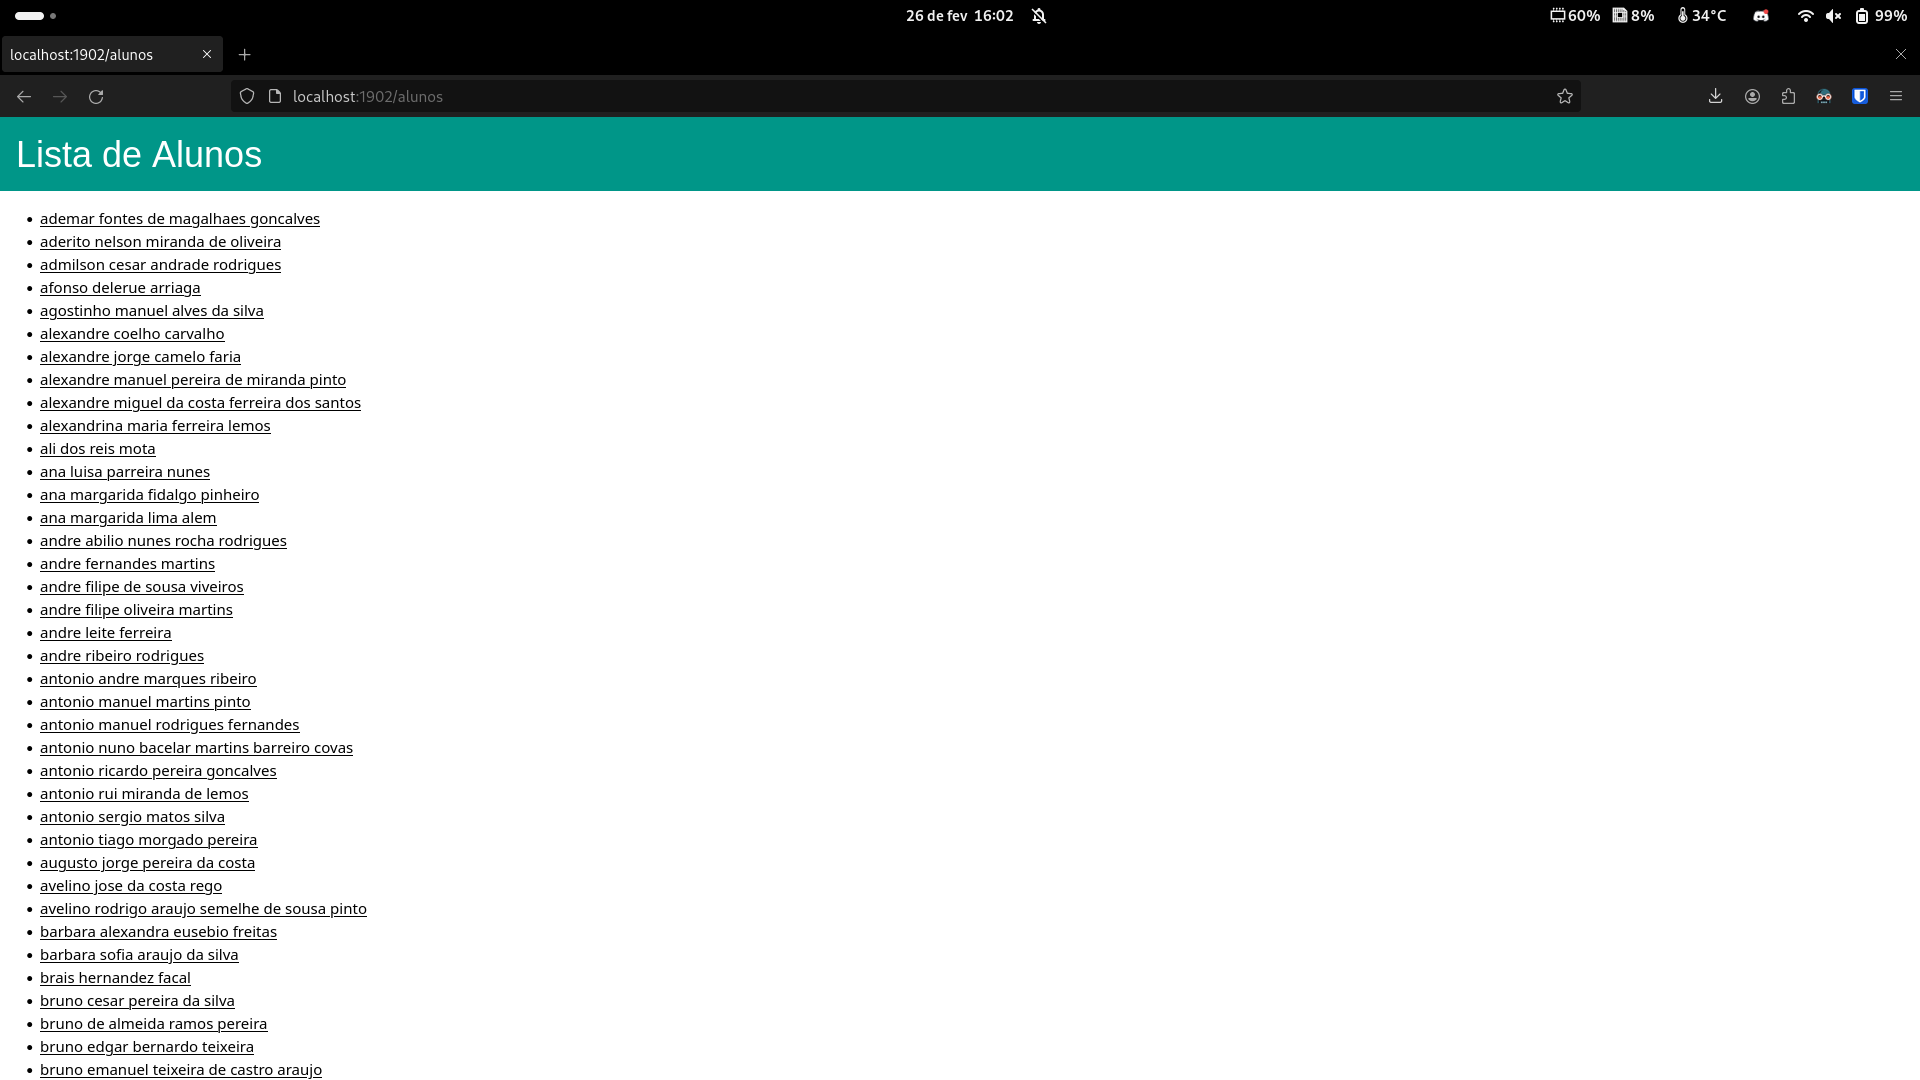 26 de fev 16:02
60% 8% 34°C 99%
localhost:1902/alunos
localhost:1902/alunos
Lista de Alunos
ademar fontes de magalhaes goncalves
aderito nelson miranda de oliveira
admilson cesar andrade rodrigues
afonso delerue arriaga
agostinho manuel alves da silva
alexandre coelho carvalho
alexandre jorge camelo faria
alexandre manuel pereira de miranda pinto
alexandre miguel da costa ferreira dos santos
alexandrina maria ferreira lemos
ali dos reis mota
ana luisa parreira nunes
ana margarida fidalgo pinheiro
ana margarida lima alem
andre abilio nunes rocha rodrigues
andre fernandes martins
andre filipe de sousa viveiros
andre filipe oliveira martins
andre leite ferreira
andre ribeiro rodrigues
antonio andre marques ribeiro
antonio manuel martins pinto
antonio manuel rodrigues fernandes
antonio nuno bacelar martins barreiro covas
antonio ricardo pereira goncalves
antonio rui miranda de lemos
antonio sergio matos silva
antonio tiago morgado pereira
augusto jorge pereira da costa
avelino jose da costa rego
avelino rodrigo araujo semelhe de sousa pinto
barbara alexandra eusebio freitas
barbara sofia araujo da silva
brais hernandez facal
bruno cesar pereira da silva
bruno de almeida ramos pereira
bruno edgar bernardo teixeira
bruno emanuel teixeira de castro araujo